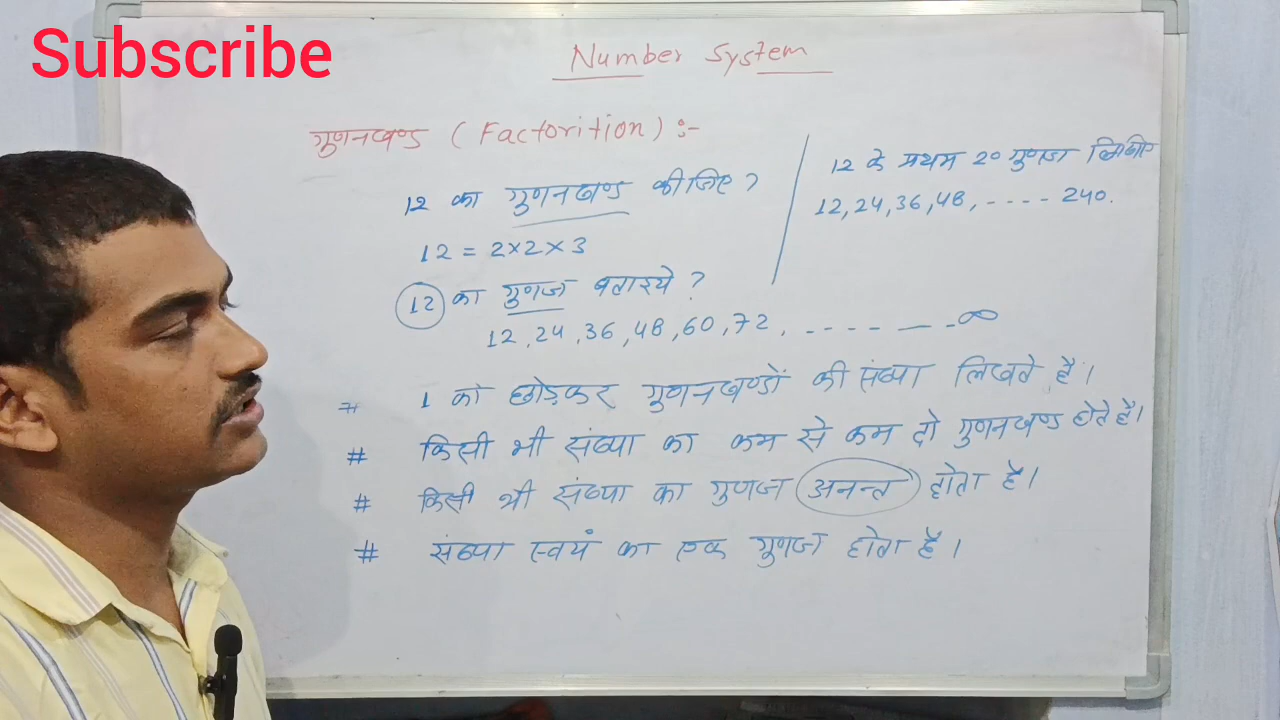 Subscribe
Number System
गुणनखण्ड (Factorition) :-
12 का गुणनखण्ड कीजिए ?
12 = 2×2×3
12 का गुणज बताइये ?
12, 24, 36, 48, 60, 72, - - - - - - ∞
12 के प्रथम 20 गुणज लिखिए
12, 24, 36, 48, - - - - 240.
# 1 को छोड़कर गुणनखण्डों की संख्या लिखते है।
# किसी भी संख्या का कम से कम दो गुणनखण्ड होते है।
# किसी भी संख्या का गुणज अनन्त होता है।
# संख्या स्वयं का एक गुणज होता है।